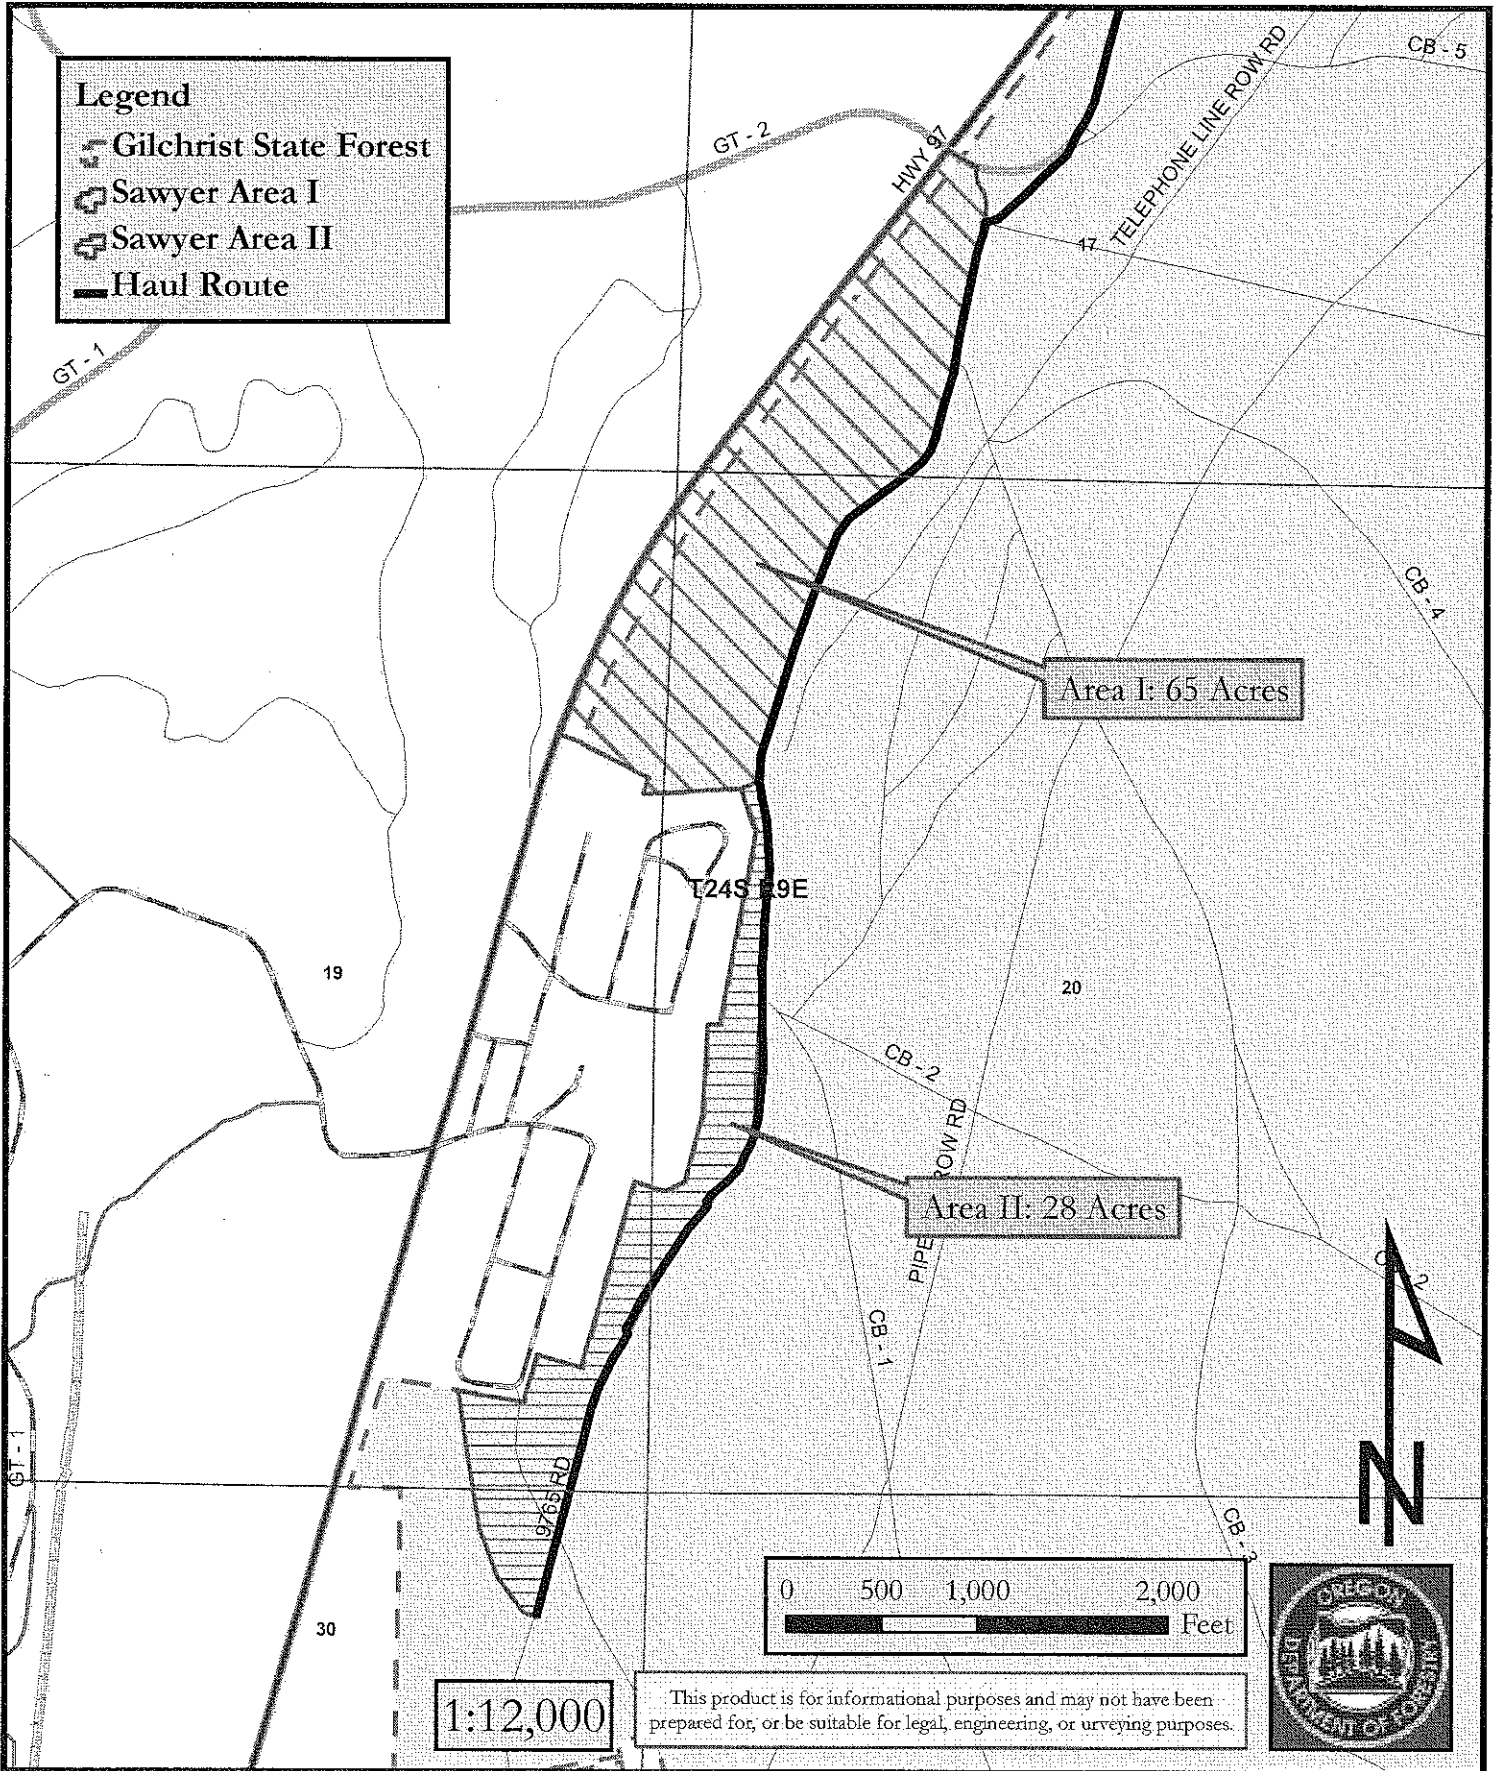 Legend
Gilchrist State Forest
Sawyer Area I
Sawyer Area II
Haul Route
CB - 5
TELEPHONE LINE ROW RD
GT - 2
HWY 97
17
GT - 1
CB - 4
Area I: 65 Acres
T24S R9E
19
20
CB - 2
PIPE ROW RD
Area II: 28 Acres
CB - 1
GT - 1
9765 RD
CB - 3
N
30
0 500 1,000 2,000
Feet
1:12,000
This product is for informational purposes and may not have been
prepared for, or be suitable for legal, engineering, or urveying purposes.
OREGON
DEPARTMENT OF FORESTRY